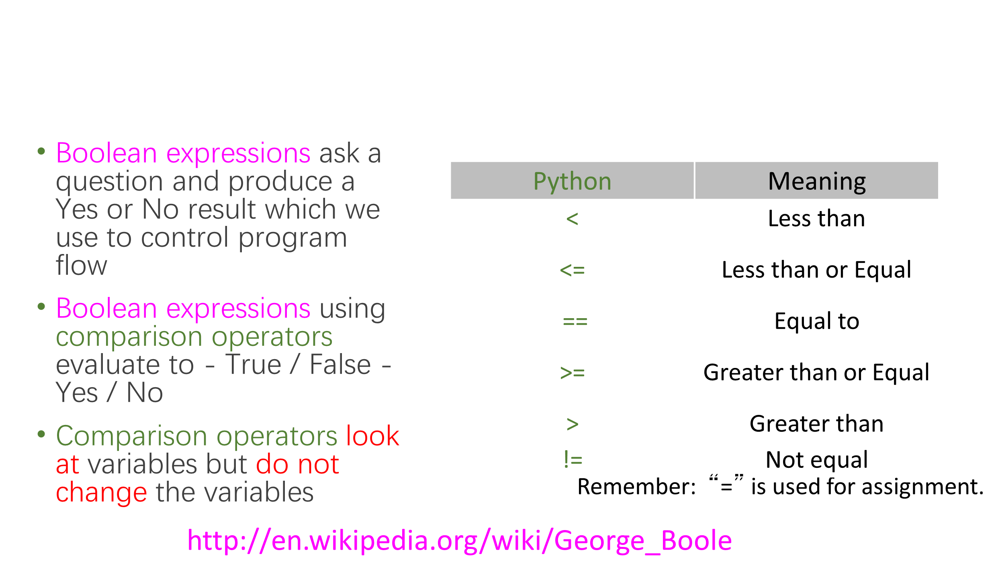 • Boolean expressions ask a
question and produce a
Yes or No result which we
use to control program
flow
• Boolean expressions using
comparison operators
evaluate to - True / False -
Yes / No
• Comparison operators look
at variables but do not
change the variables
Python Meaning
< Less than
<= Less than or Equal
== Equal to
>= Greater than or Equal
> Greater than
!= Not equal
Remember: “=” is used for assignment.
http://en.wikipedia.org/wiki/George_Boole